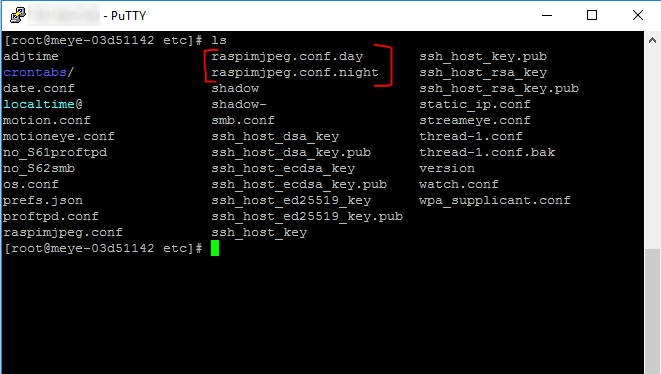 - PuTTY
[root@meye-03d51142 etc]# ls
adjtime raspimjpeg.conf.day ssh_host_key.pub
crontabs/ raspimjpeg.conf.night ssh_host_rsa_key
date.conf shadow ssh_host_rsa_key.pub
localtime@ shadow- static_ip.conf
motion.conf smb.conf streameye.conf
motioneye.conf ssh_host_dsa_key thread-1.conf
no_S61proftpd ssh_host_dsa_key.pub thread-1.conf.bak
no_S62smb ssh_host_ecdsa_key version
os.conf ssh_host_ecdsa_key.pub watch.conf
prefs.json ssh_host_ed25519_key wpa_supplicant.conf
proftpd.conf ssh_host_ed25519_key.pub
raspimjpeg.conf ssh_host_key
[root@meye-03d51142 etc]#